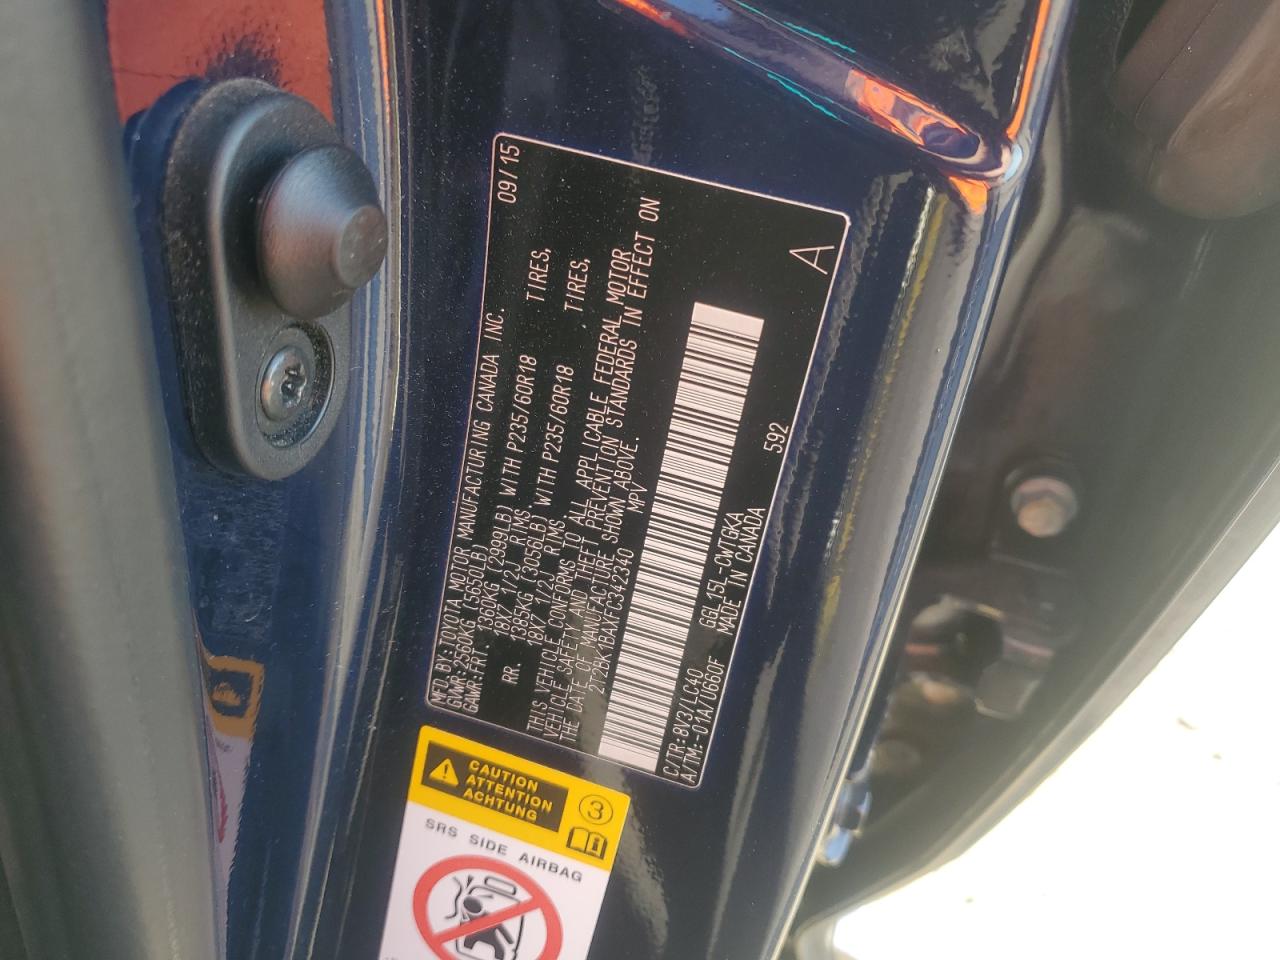 MFD. BY: TOYOTA MOTOR MANUFACTURING CANADA INC. 09/15
GVWR: 2560KG (5650LB)
GAWR: FRT. 1360KG (2999LB) WITH P235/60R18 TIRES,
18X7 1/2J RIMS.
RR. 1385KG (3056LB) WITH P235/60R18 TIRES,
18X7 1/2J RIMS
THIS VEHICLE CONFORMS TO ALL APPLICABLE FEDERAL MOTOR
VEHICLE SAFETY AND THEFT PREVENTION STANDARDS IN EFFECT ON
THE DATE OF MANUFACTURE SHOWN ABOVE.
2T2BK1BAXFC342340 MPV
A
C/TR: 8V3/LC40 GGL15L-CWTGKA 592
A/TM: -01A/U660F MADE IN CANADA
CAUTION
ATTENTION
ACHTUNG
3
SRS SIDE AIRBAG